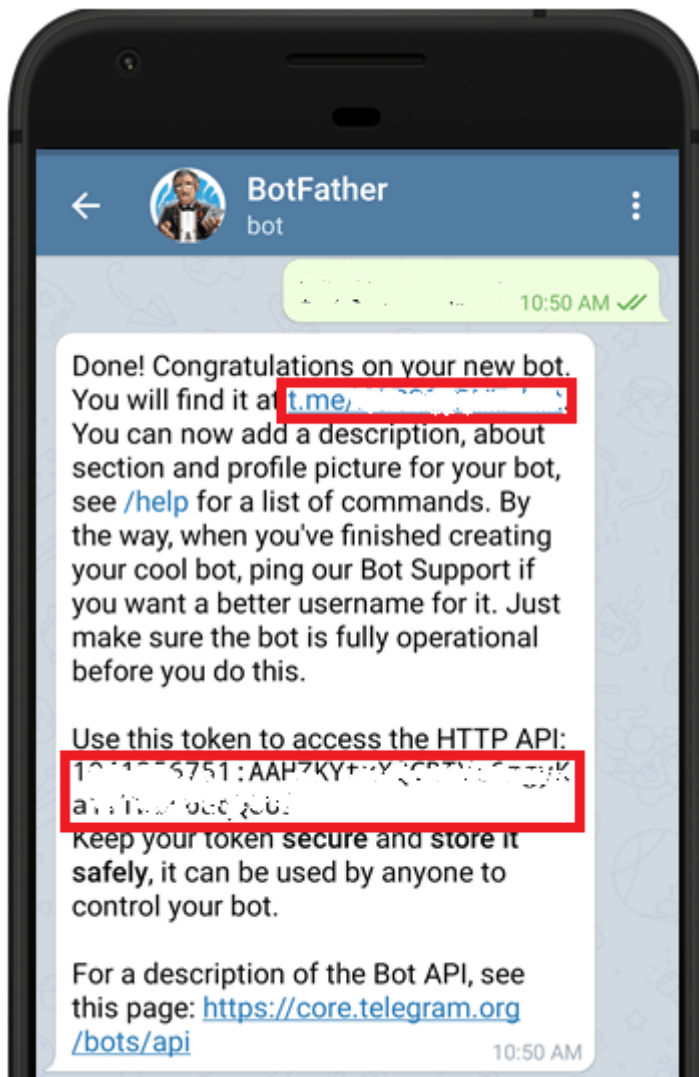 BotFather
bot
10:50 AM
Done! Congratulations on your new bot.
You will find it at t.me/
You can now add a description, about
section and profile picture for your bot,
see /help for a list of commands. By
the way, when you've finished creating
your cool bot, ping our Bot Support if
you want a better username for it. Just
make sure the bot is fully operational
before you do this.
Use this token to access the HTTP API:
Keep your token secure and store it
safely, it can be used by anyone to
control your bot.
For a description of the Bot API, see
this page: https://core.telegram.org
/bots/api
10:50 AM